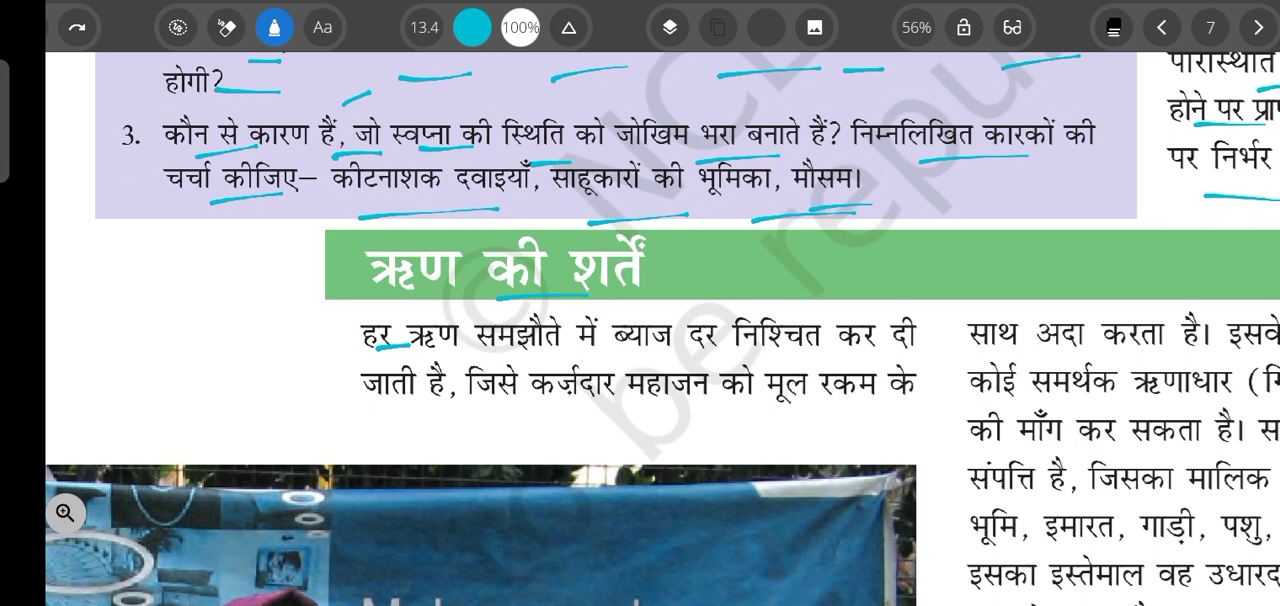 13.4
100%
Aa
56%
7
होगी?
3. कौन से कारण हैं, जो स्वप्ना की स्थिति को जोखिम भरा बनाते हैं? निम्नलिखित कारकों की
चर्चा कीजिए– कीटनाशक दवाइयाँ, साहूकारों की भूमिका, मौसम।
होने पर
पर निर्भर
ऋण की शर्तें
हर ऋण समझौते में ब्याज दर निश्चित कर दी
जाती है, जिसे कर्ज़दार महाजन को मूल रकम के
साथ अदा करता है। इसके
कोई समर्थक ऋणाधार
की माँग कर सकता है।
संपत्ति है, जिसका मालिक
भूमि, इमारत, गाड़ी, पशु,
इसका इस्तेमाल वह